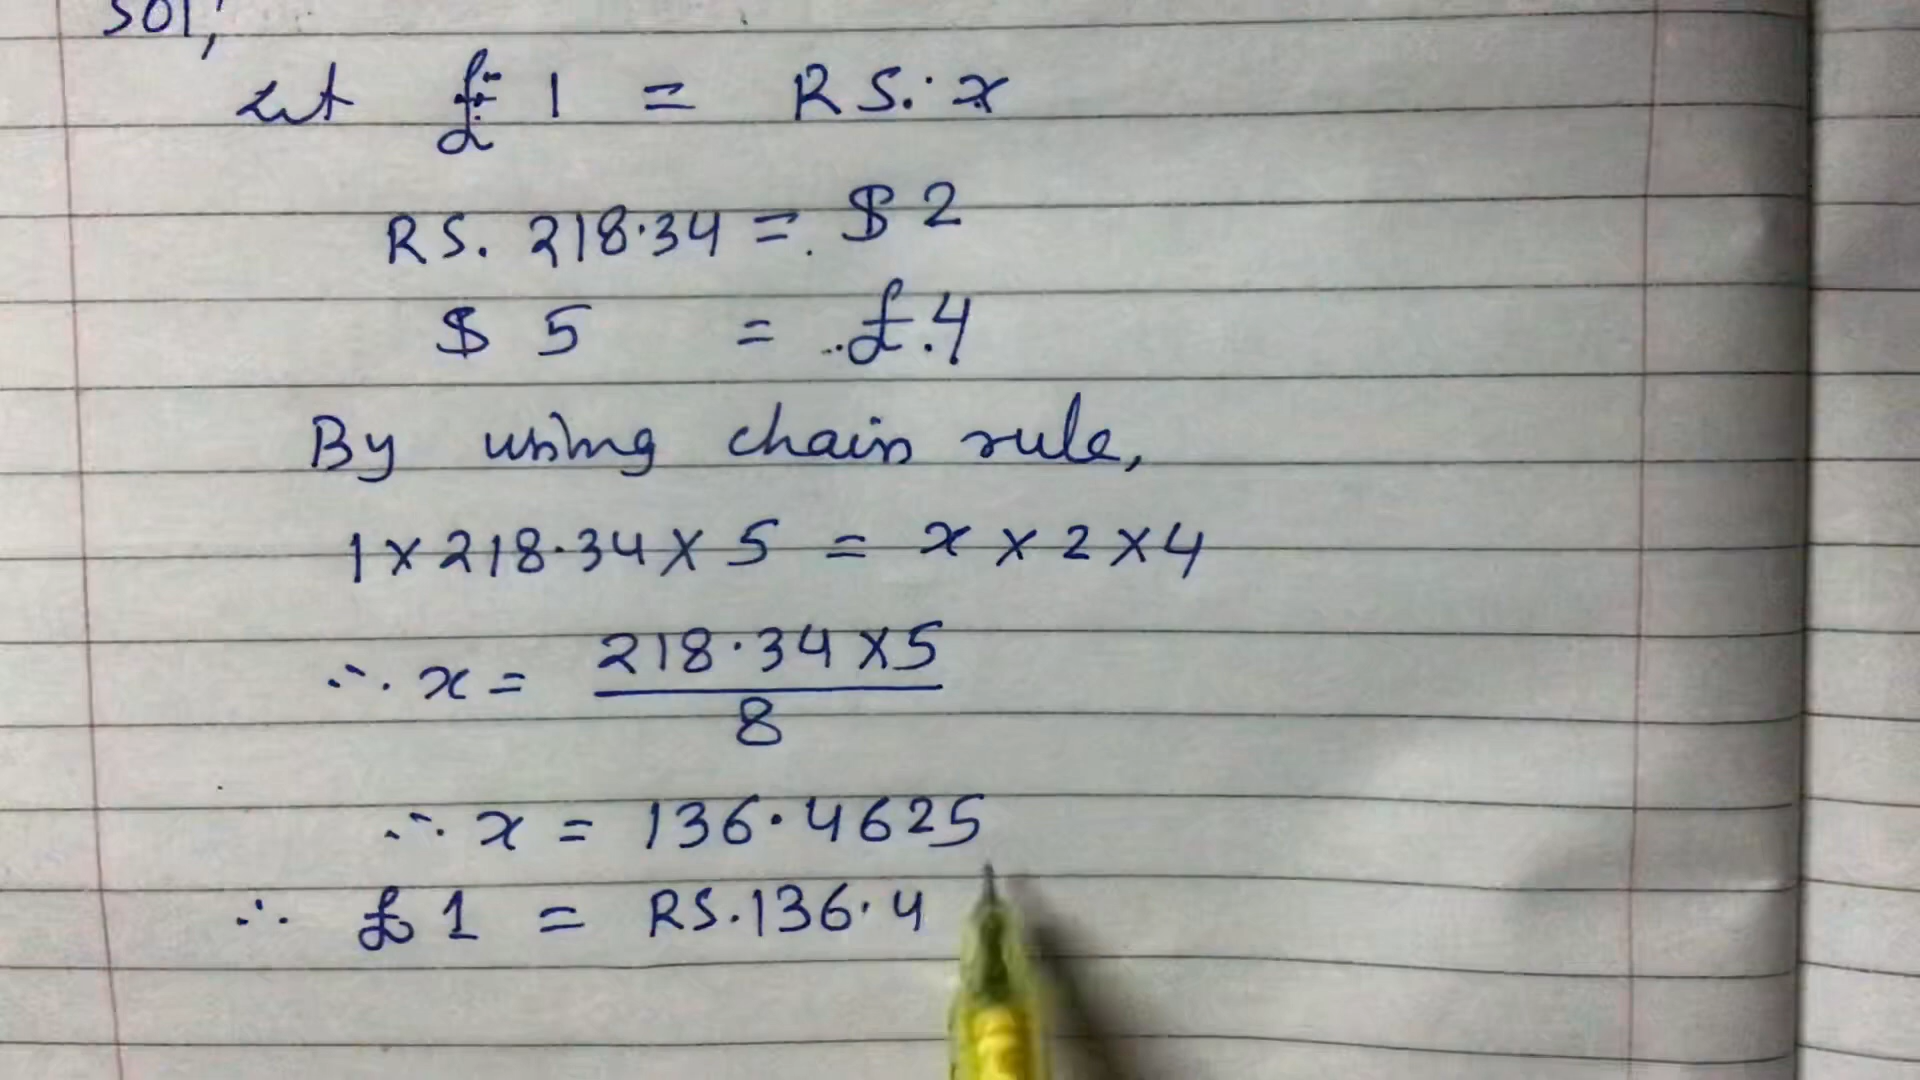 Sol,
Let £ 1 = RS. x
RS. 218.34 = $ 2
$ 5 = £.4
By using chain rule,
1 × 218.34 × 5 = x × 2 × 4
∴ x = 218.34 × 5
8
∴ x = 136.4625
∴ £ 1 = RS. 136.4